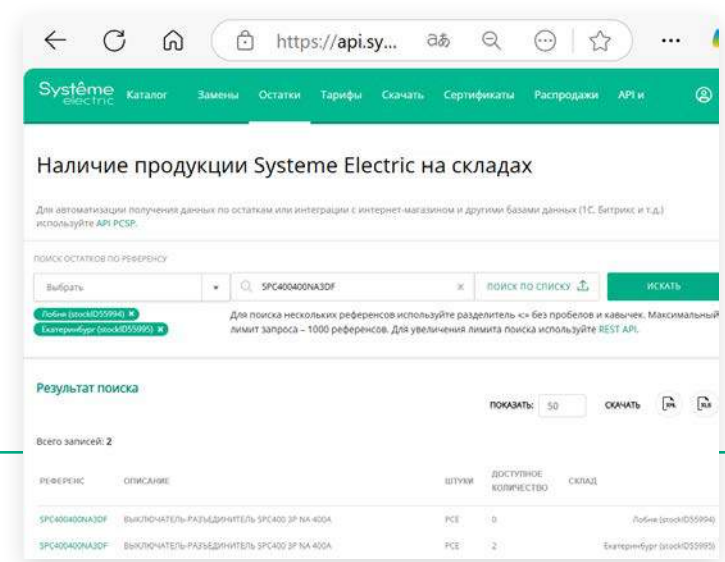 https://api.sy...
Systême
electric
Каталог Замены Остатки Тарифы Скачать Сертификаты Распродажи API и
Наличие продукции Systeme Electric на складах
Для автоматизации получения данных по остаткам или интеграции с интернет-магазином и другими базами данных (1С, Битрикс и т.д.)
используйте API PCSP.
ПОИСК ОСТАТКОВ ПО РЕФЕРЕНСУ
Выбрать SPC400400NA3DF × ПОИСК ПО СПИСКУ ИСКАТЬ
Лобня (stockID55994) ×
Екатеринбург (stockID55995) ×
Для поиска нескольких референсов используйте разделитель <> без пробелов и кавычек. Максимальный
лимит запроса – 1000 референсов. Для увеличения лимита поиска используйте REST API.
Результат поиска
ПОКАЗАТЬ: 50 СКАЧАТЬ XML XLS
Всего записей: 2
РЕФЕРЕНС ОПИСАНИЕ ШТУКИ ДОСТУПНОЕ КОЛИЧЕСТВО СКЛАД
SPC400400NA3DF ВЫКЛЮЧАТЕЛЬ-РАЗЪЕДИНИТЕЛЬ SPC400 3P NA 400A PCE 0 Лобня (stockID55994)
SPC400400NA3DF ВЫКЛЮЧАТЕЛЬ-РАЗЪЕДИНИТЕЛЬ SPC400 3P NA 400A PCE 2 Екатеринбург (stockID55995)